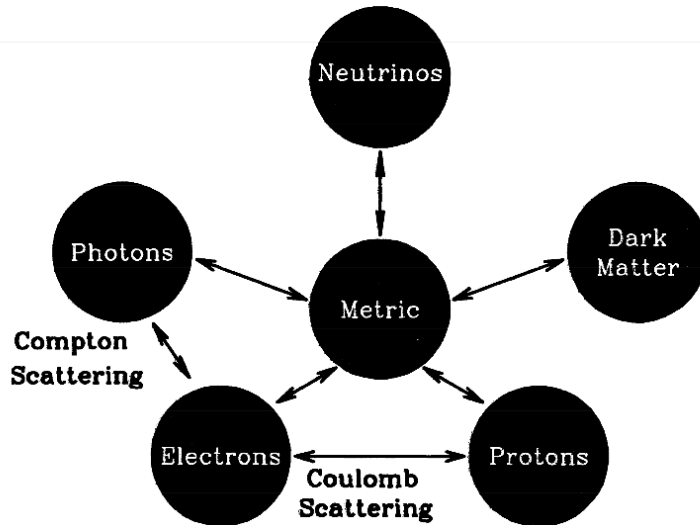 Neutrinos
Photons
Dark
Matter
Metric
Compton
Scattering
Electrons
Protons
Coulomb
Scattering